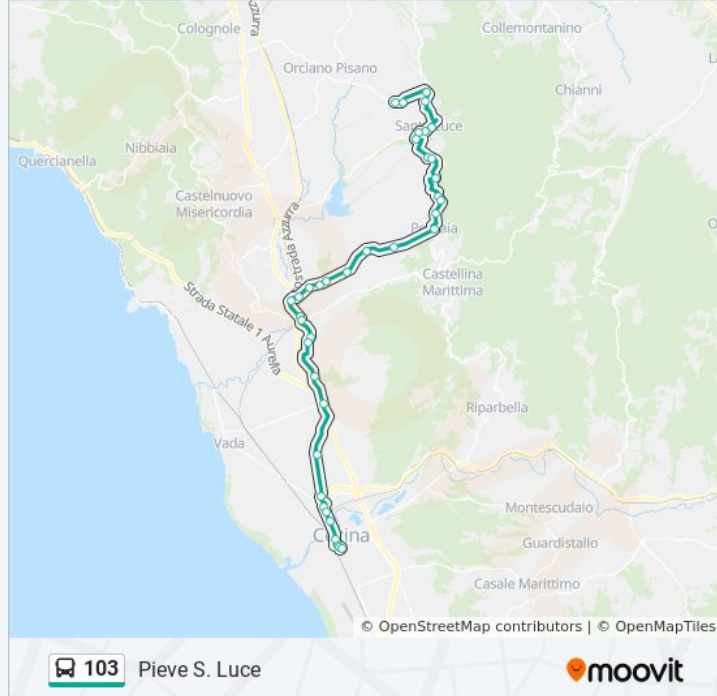 zzurra
Colognole
Collemontanino
Orciano Pisano
Chianni
Quercianella
Nibbiaia
Castelnuovo
Misericordia
Castellina
Marittima
Strada Statale 1 Aurelia
Riparbella
Vada
Montescudaio
Guardistallo
Casale Marittimo
© OpenStreetMap contributors | © OpenMapTiles
103 Pieve S. Luce
moovit